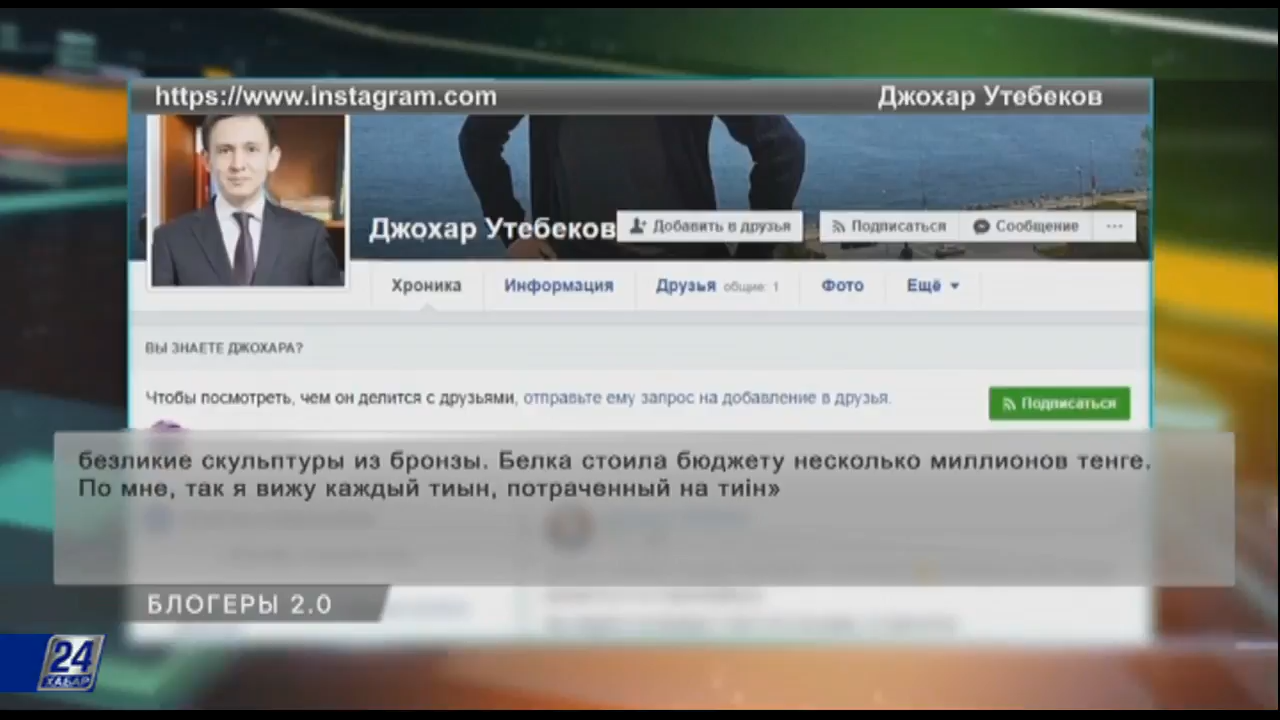 https://www.instagram.com
Джохар Утебеков
Джохар Утебеков
Добавить в друзья
Подписаться
Сообщение
Хроника
Информация
Друзья общие: 1
Фото
Ещё
ВЫ ЗНАЕТЕ ДЖОХАРА?
Чтобы посмотреть, чем он делится с друзьями, отправьте ему запрос на добавление в друзья.
Подписаться
безликие скульптуры из бронзы. Белка стоила бюджету несколько миллионов тенге.
По мне, так я вижу каждый тиын, потраченный на тиін»
БЛОГЕРЫ 2.0
24
ХАБАР